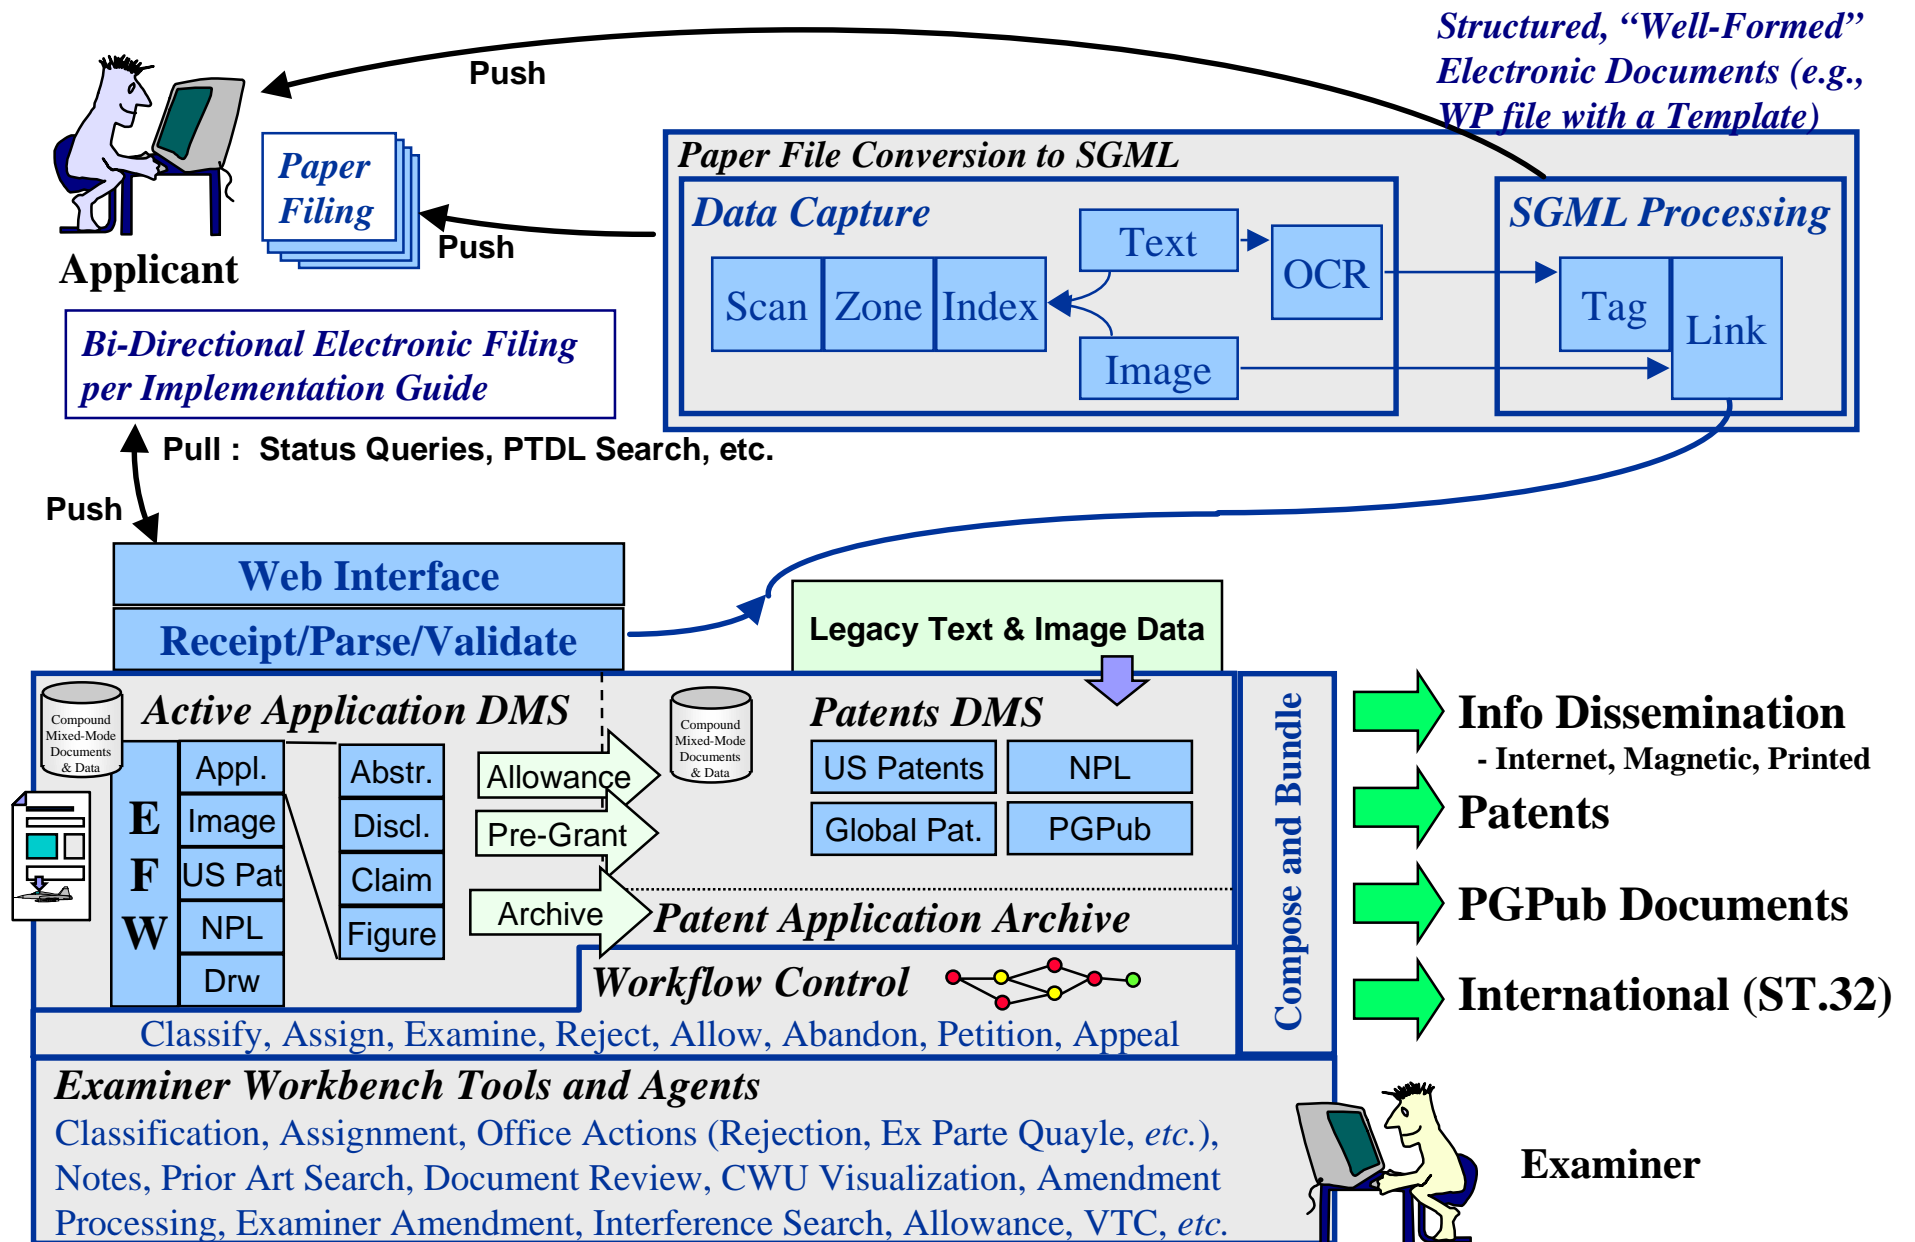 Structured, “Well-Formed”
Electronic Documents (e.g.,
WP file with a Template)
Push
Paper
Filing
Push
Applicant
Paper File Conversion to SGML
Data Capture
Scan
Zone
Index
Text
Image
OCR
SGML Processing
Tag
Link
Bi-Directional Electronic Filing
per Implementation Guide
Pull :  Status Queries, PTDL Search, etc.
Push
Web Interface
Receipt/Parse/Validate
Legacy Text & Image Data
Compound
Mixed-Mode
Documents
& Data
Active Application DMS
E
F
W
Appl.
Image
US Pat
NPL
Drw
Abstr.
Discl.
Claim
Figure
Allowance
Pre-Grant
Archive
Compound
Mixed-Mode
Documents
& Data
Patents DMS
US Patents
NPL
Global Pat.
PGPub
Patent Application Archive
Workflow Control
Classify, Assign, Examine, Reject, Allow, Abandon, Petition, Appeal
Compose and Bundle
Info Dissemination
- Internet, Magnetic, Printed
Patents
PGPub Documents
International (ST.32)
Examiner Workbench Tools and Agents
Classification, Assignment, Office Actions (Rejection, Ex Parte Quayle, etc.),
Notes, Prior Art Search, Document Review, CWU Visualization, Amendment
Processing, Examiner Amendment, Interference Search, Allowance, VTC, etc.
Examiner